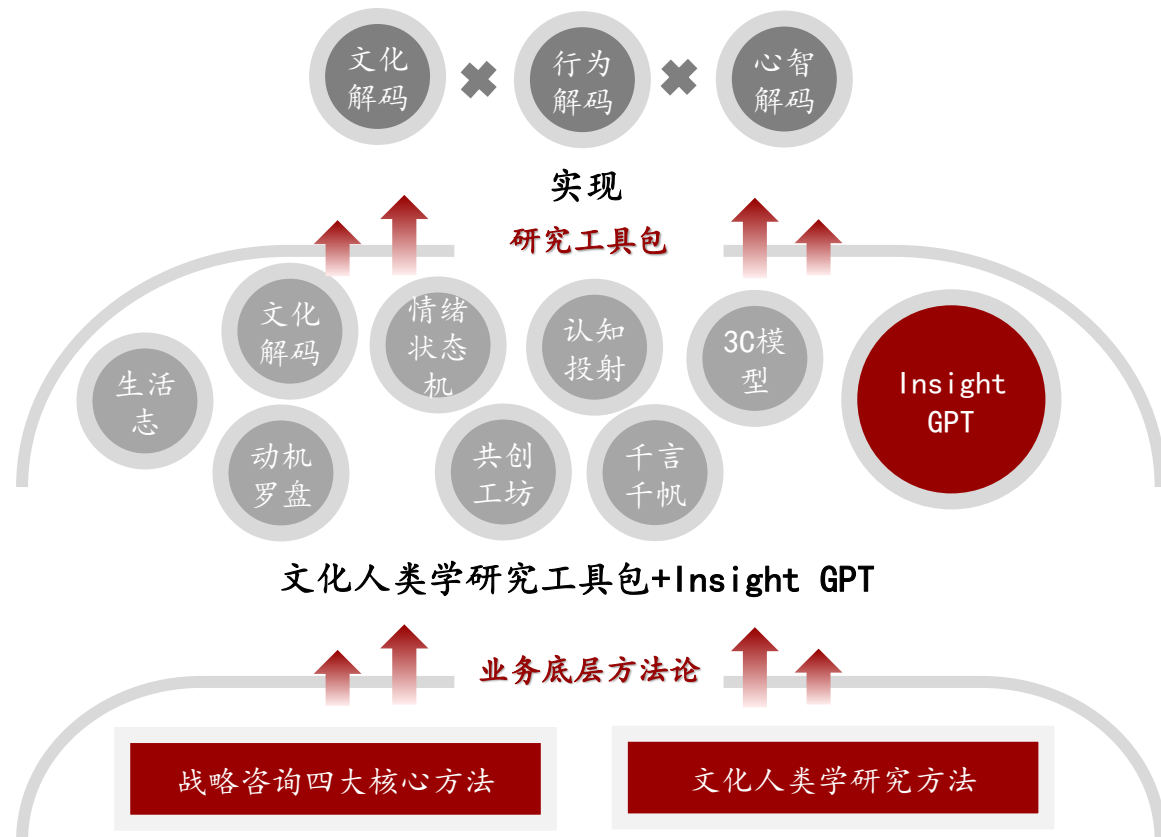 文化
解码
行为
解码
心智
解码
实现
研究工具包
生活
志
文化
解码
动机
罗盘
情绪
状态
机
共创
工坊
认知
投射
千言
千帆
3C模
型
Insight
GPT
文化人类学研究工具包+Insight GPT
业务底层方法论
战略咨询四大核心方法
文化人类学研究方法